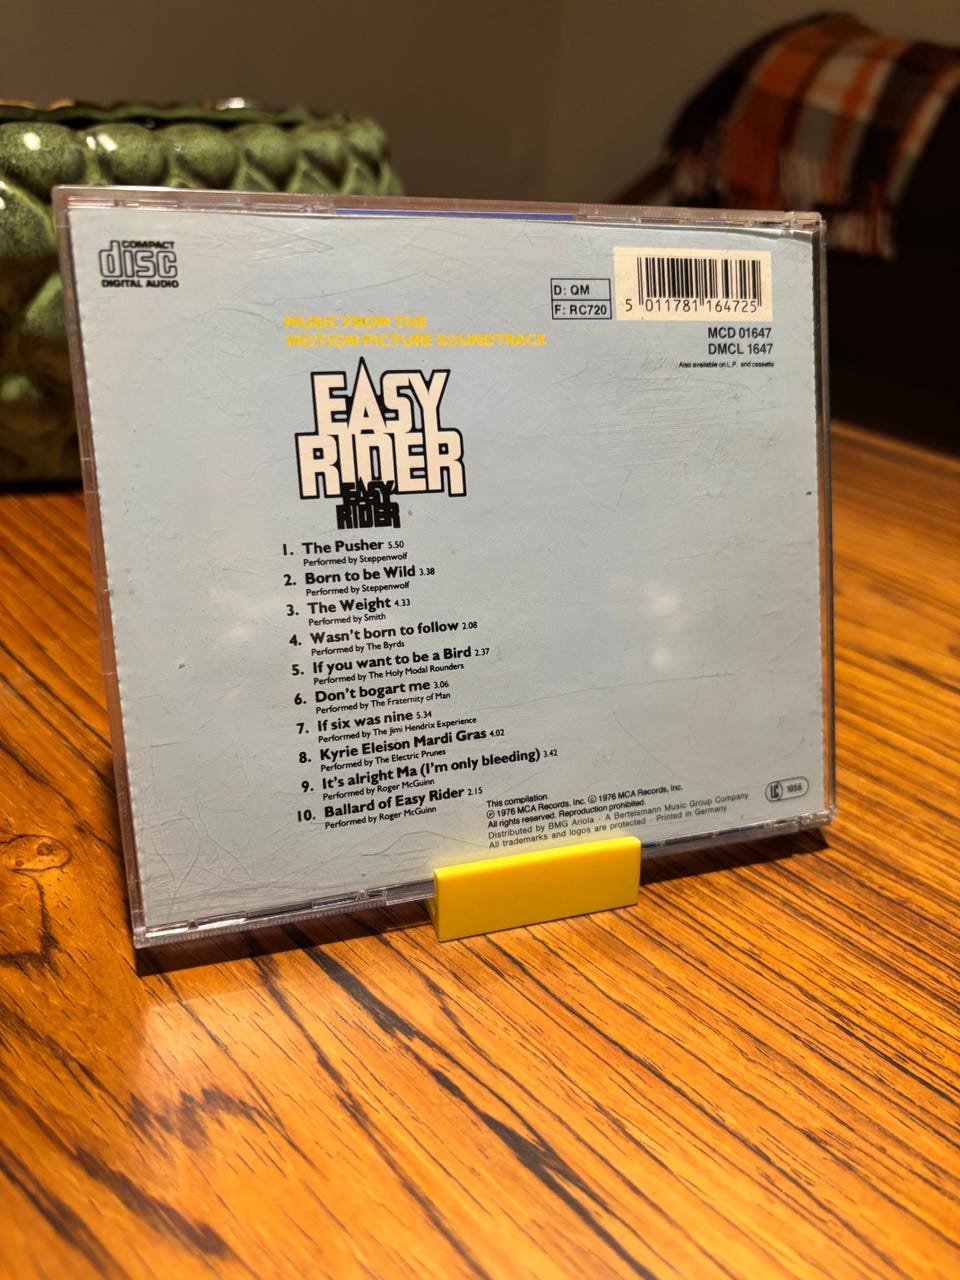 COMPACT
disc
DIGITAL AUDIO
D: QM
F: RC720
5 011781 164725
MCD 01647
DMCL 1647
Also available on L.P. and cassette
MUSIC FROM THE
MOTION PICTURE SOUNDTRACK
EASY
RIDER
EASY
RIDER
1. The Pusher 5.50
Performed by Steppenwolf
2. Born to be Wild 3.38
Performed by Steppenwolf
3. The Weight 4.33
Performed by Smith
4. Wasn't born to follow 2.08
Performed by The Byrds
5. If you want to be a Bird 2.37
Performed by The Holy Modal Rounders
6. Don't bogart me 3.06
Performed by The Fraternity of Man
7. If six was nine 5.34
Performed by The Jimi Hendrix Experience
8. Kyrie Eleison Mardi Gras 4.02
Performed by The Electric Prunes
9. It's alright Ma (I'm only bleeding) 3.42
Performed by Roger McGuinn
10. Ballard of Easy Rider 2.15
Performed by Roger McGuinn
This compilation.
℗ 1976 MCA Records, Inc. © 1976 MCA Records, Inc.
All rights reserved. Reproduction prohibited.
Distributed by BMG Ariola · A Bertelsmann Music Group Company
All trademarks and logos are protected · Printed in Germany
LC 1056